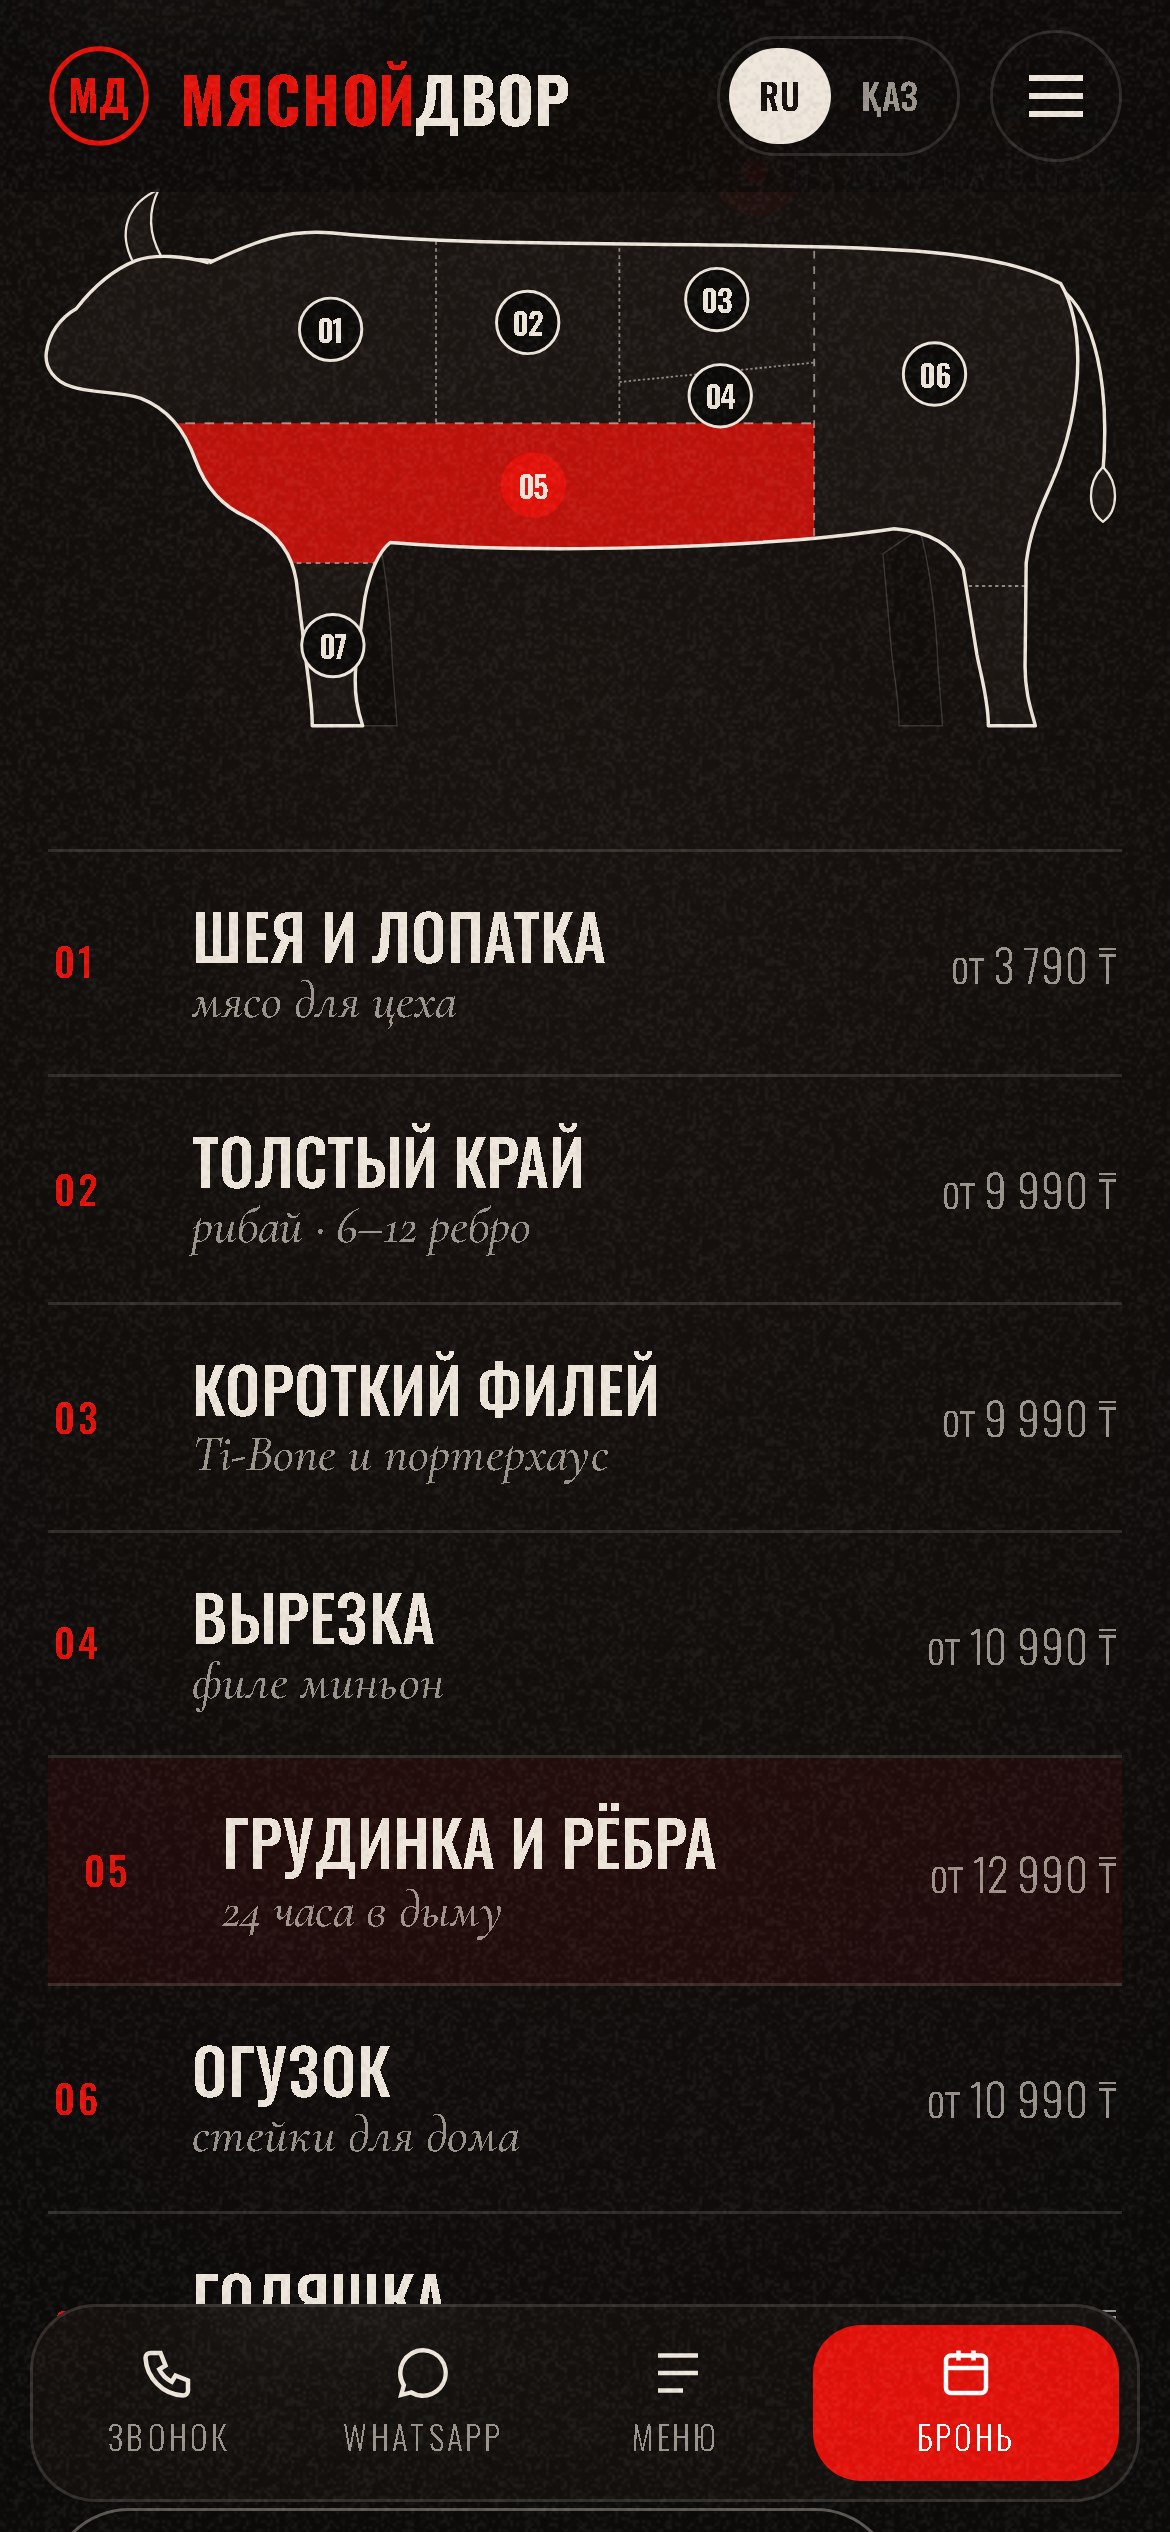 МД МЯСНОЙДВОР RU ҚАЗ
01
02
03
04
05
06
07
01 ШЕЯ И ЛОПАТКА от 3 790 ₸
мясо для цеха
02 ТОЛСТЫЙ КРАЙ от 9 990 ₸
рибай · 6–12 ребро
03 КОРОТКИЙ ФИЛЕЙ от 9 990 ₸
Ti-Bone и портерхаус
04 ВЫРЕЗКА от 10 990 ₸
филе миньон
05 ГРУДИНКА И РЁБРА от 12 990 ₸
24 часа в дыму
06 ОГУЗОК от 10 990 ₸
стейки для дома
ГОЛЯШКА
ЗВОНОК WHATSAPP МЕНЮ БРОНЬ